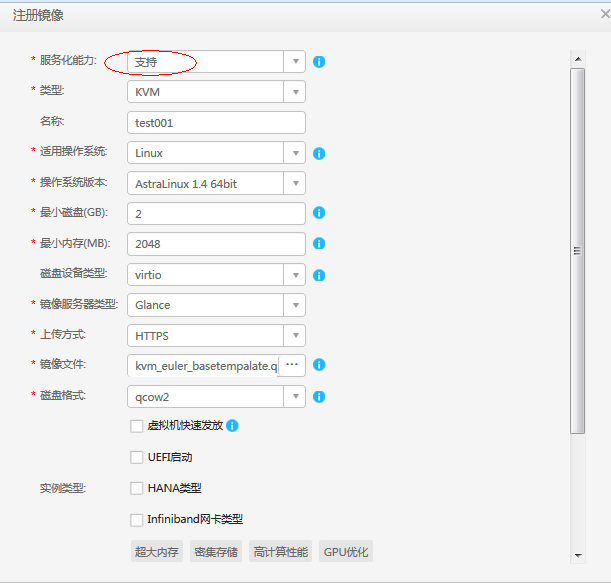 注册镜像
* 服务化能力: 支持
* 类型: KVM
名称: test001
* 适用操作系统: Linux
* 操作系统版本: AstraLinux 1.4 64bit
* 最小磁盘(GB): 2
* 最小内存(MB): 2048
磁盘设备类型: virtio
* 镜像服务器类型: Glance
* 上传方式: HTTPS
* 镜像文件: kvm_euler_basetempalate.q ...
* 磁盘格式: qcow2
虚拟机快速发放
UEFI启动
实例类型: HANA类型
Infiniband网卡类型
超大内存 密集存储 高计算性能 GPU优化